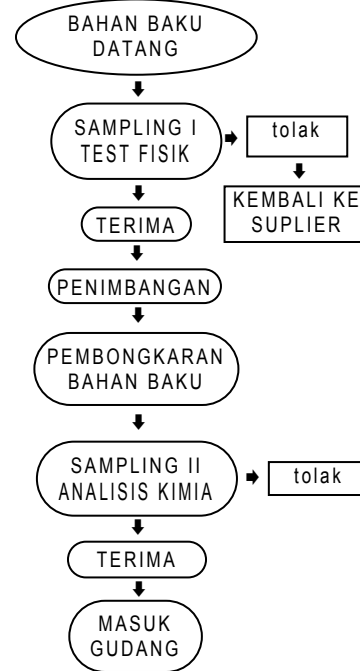 BAHAN BAKU
DATANG
SAMPLING I
TEST FISIK
tolak
KEMBALI KE
SUPLIER
TERIMA
PENIMBANGAN
PEMBONGKARAN
BAHAN BAKU
SAMPLING II
ANALISIS KIMIA
tolak
TERIMA
MASUK
GUDANG